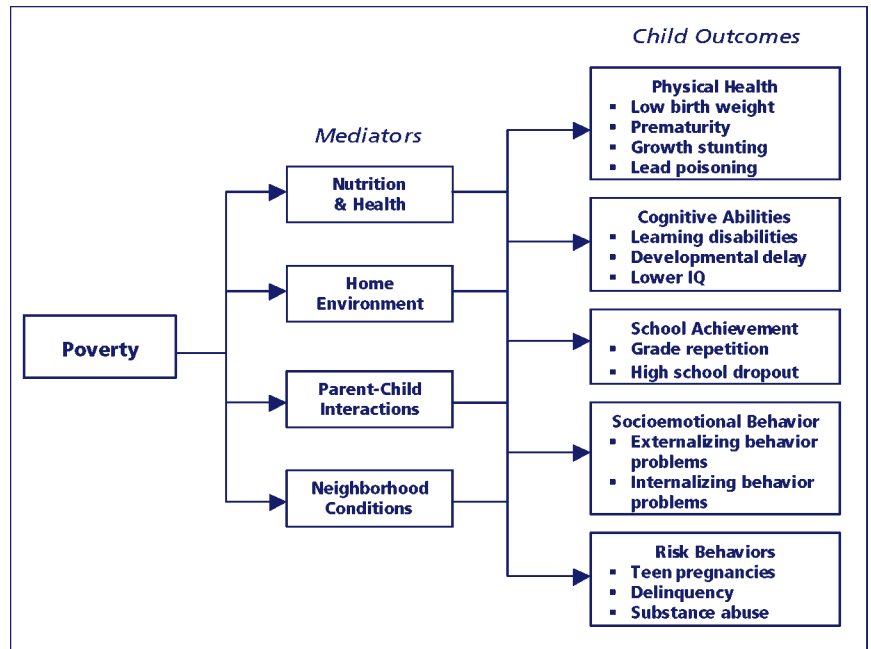 Child Outcomes
Mediators
Poverty
Nutrition
& Health
Home
Environment
Parent-Child
Interactions
Neighborhood
Conditions
Physical Health
▪ Low birth weight
▪ Prematurity
▪ Growth stunting
▪ Lead poisoning
Cognitive Abilities
▪ Learning disabilities
▪ Developmental delay
▪ Lower IQ
School Achievement
▪ Grade repetition
▪ High school dropout
Socioemotional Behavior
▪ Externalizing behavior
problems
▪ Internalizing behavior
problems
Risk Behaviors
▪ Teen pregnancies
▪ Delinquency
▪ Substance abuse